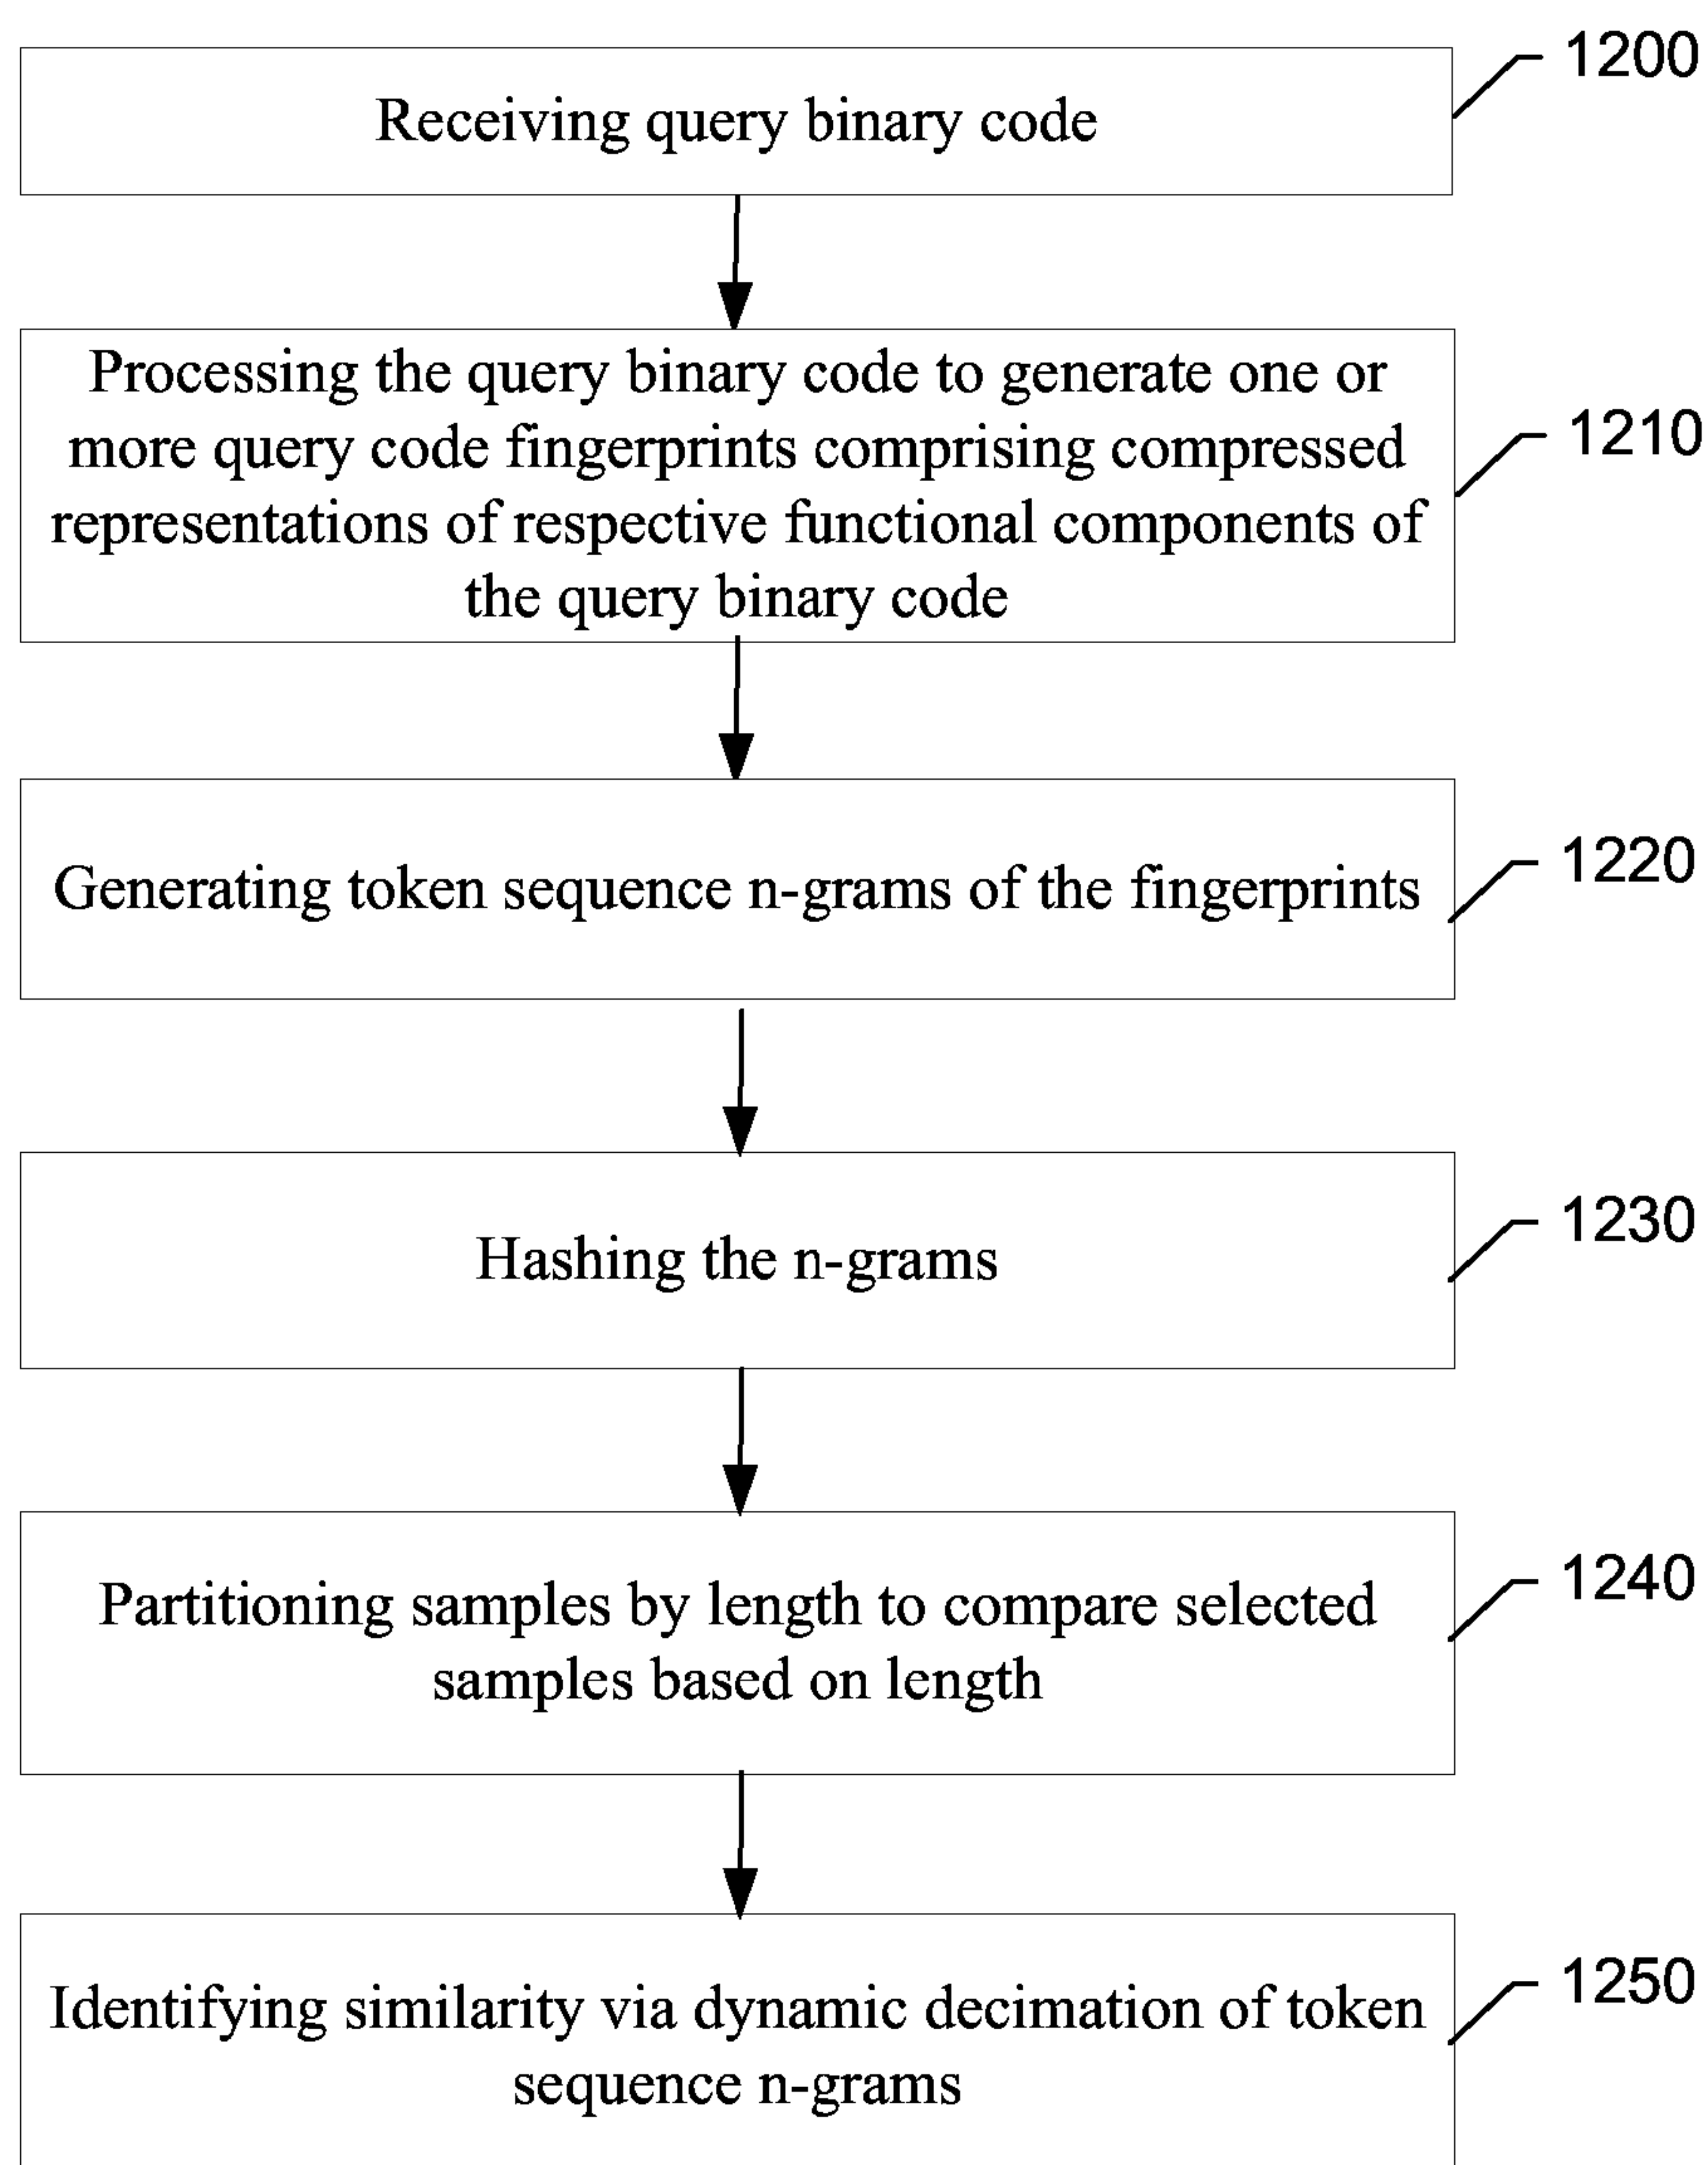 Receiving query binary code
1200
Processing the query binary code to generate one or
more query code fingerprints comprising compressed
representations of respective functional components of
the query binary code
1210
Generating token sequence n-grams of the fingerprints
1220
Hashing the n-grams
1230
Partitioning samples by length to compare selected
samples based on length
1240
Identifying similarity via dynamic decimation of token
sequence n-grams
1250